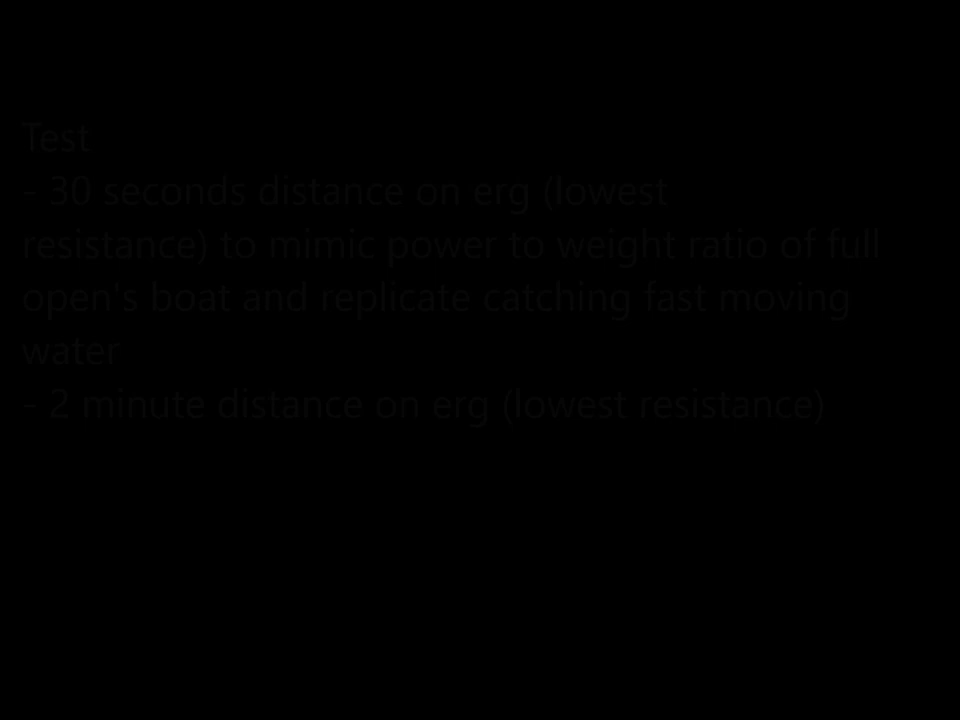 Test
- 30 seconds distance on erg (lowest
resistance) to mimic power to weight ratio of full
open's boat and replicate catching fast moving
water
- 2 minute distance on erg (lowest resistance)